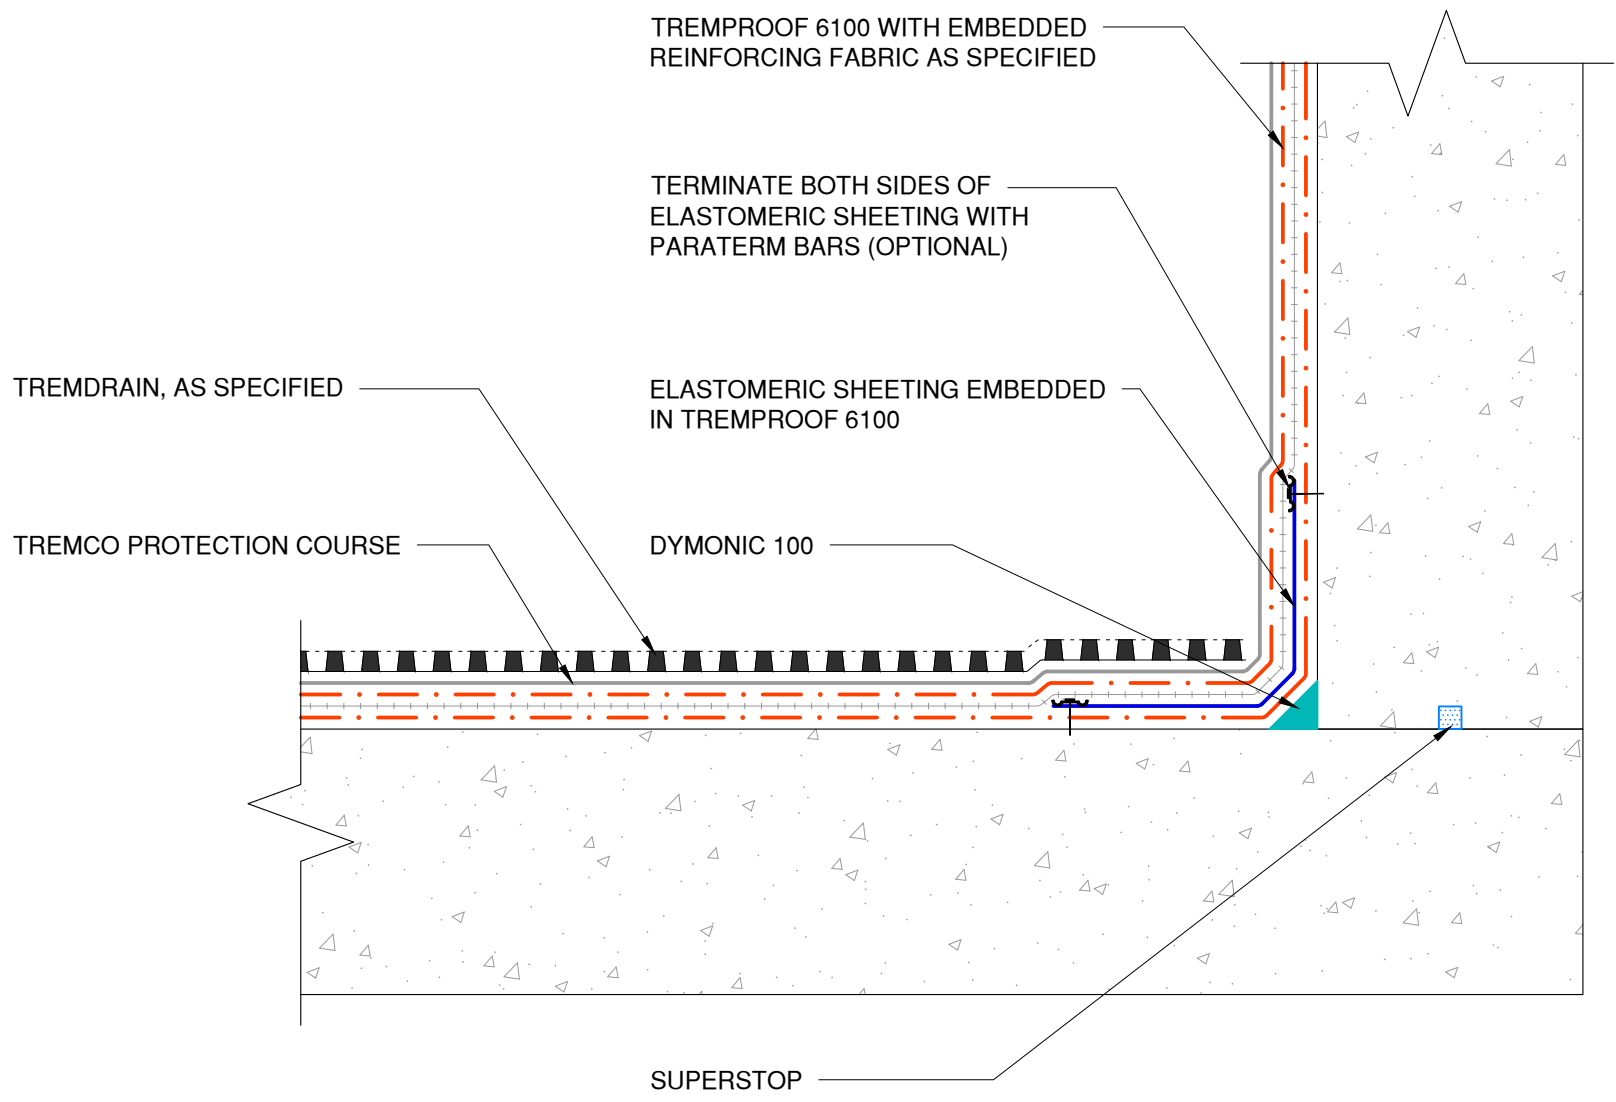 TREMPROOF 6100 WITH EMBEDDED
REINFORCING FABRIC AS SPECIFIED
TERMINATE BOTH SIDES OF
ELASTOMERIC SHEETING WITH
PARATERM BARS (OPTIONAL)
TREMDRAIN, AS SPECIFIED
ELASTOMERIC SHEETING EMBEDDED
IN TREMPROOF 6100
TREMCO PROTECTION COURSE
DYMONIC 100
SUPERSTOP